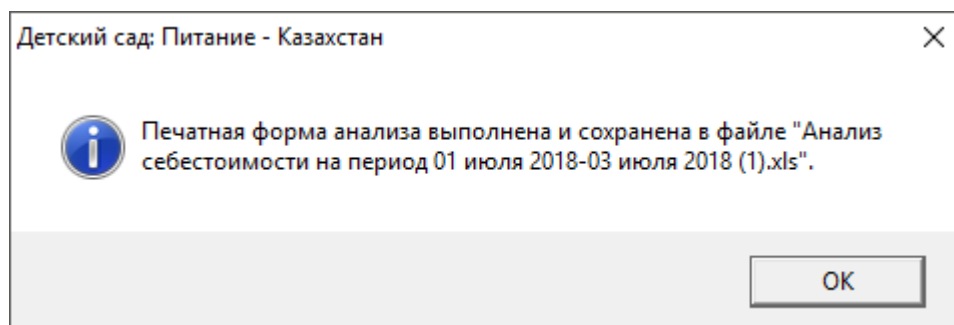 Детский сад: Питание - Казахстан
Печатная форма анализа выполнена и сохранена в файле "Анализ
себестоимости на период 01 июля 2018-03 июля 2018 (1).xls".
OK